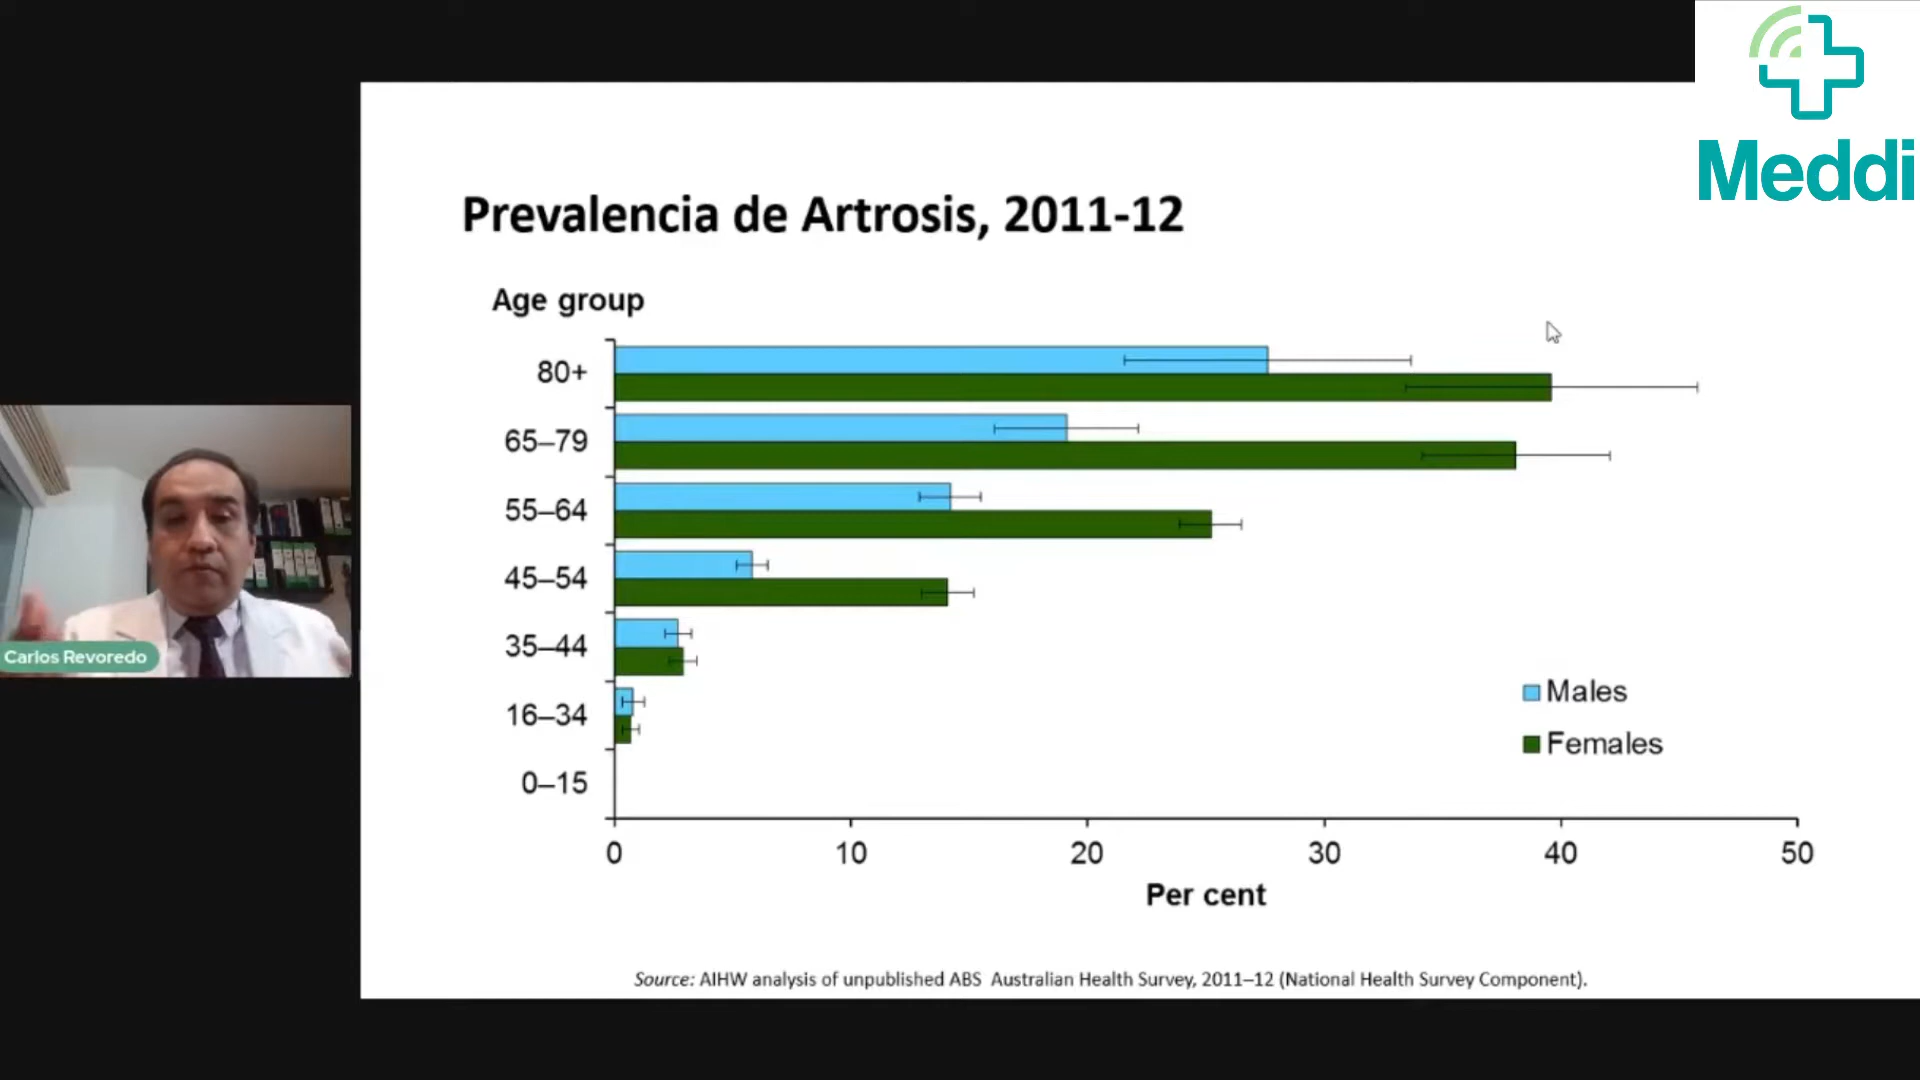 Meddi
Prevalencia de Artrosis, 2011-12
Age group
80+
65–79
55–64
45–54
35–44
16–34
0–15
Males
Females
0 10 20 30 40 50
Per cent
Source: AIHW analysis of unpublished ABS Australian Health Survey, 2011–12 (National Health Survey Component).
Carlos Revoredo